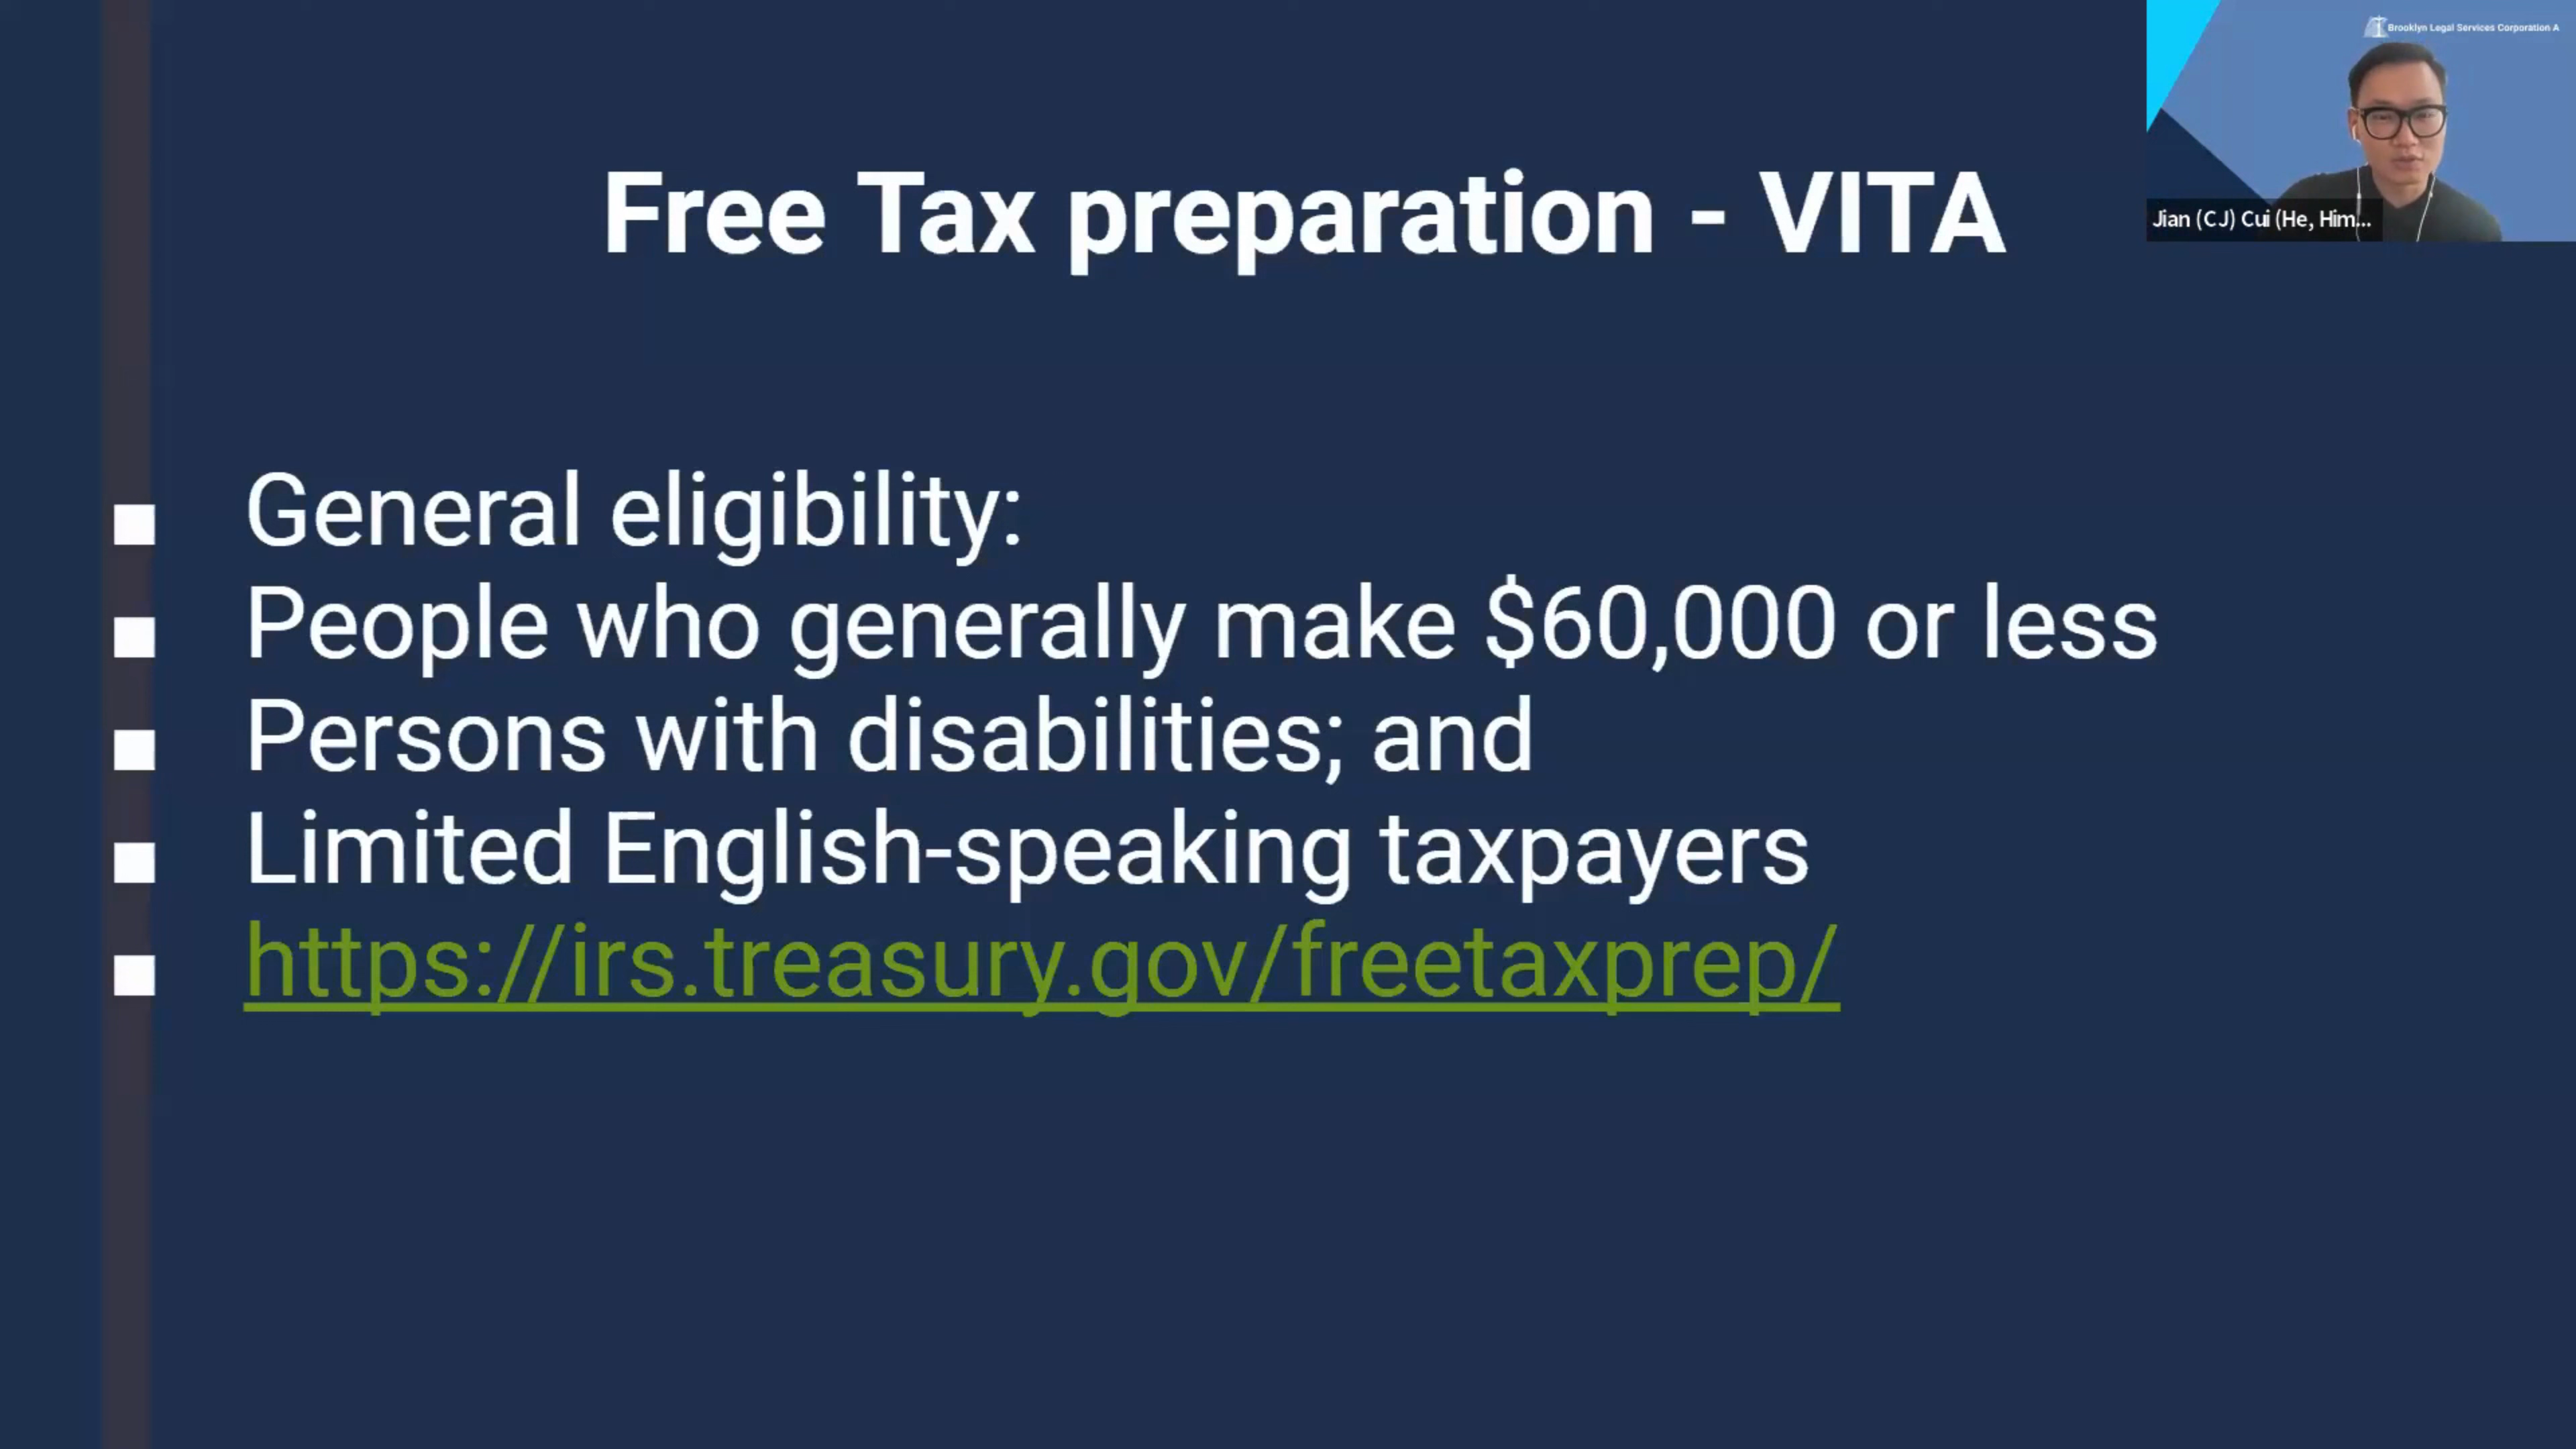 Brooklyn Legal Services Corporation A
Jian (CJ) Cui (He, Him...
Free Tax preparation - VITA
General eligibility:
People who generally make $60,000 or less
Persons with disabilities; and
Limited English-speaking taxpayers
https://irs.treasury.gov/freetaxprep/